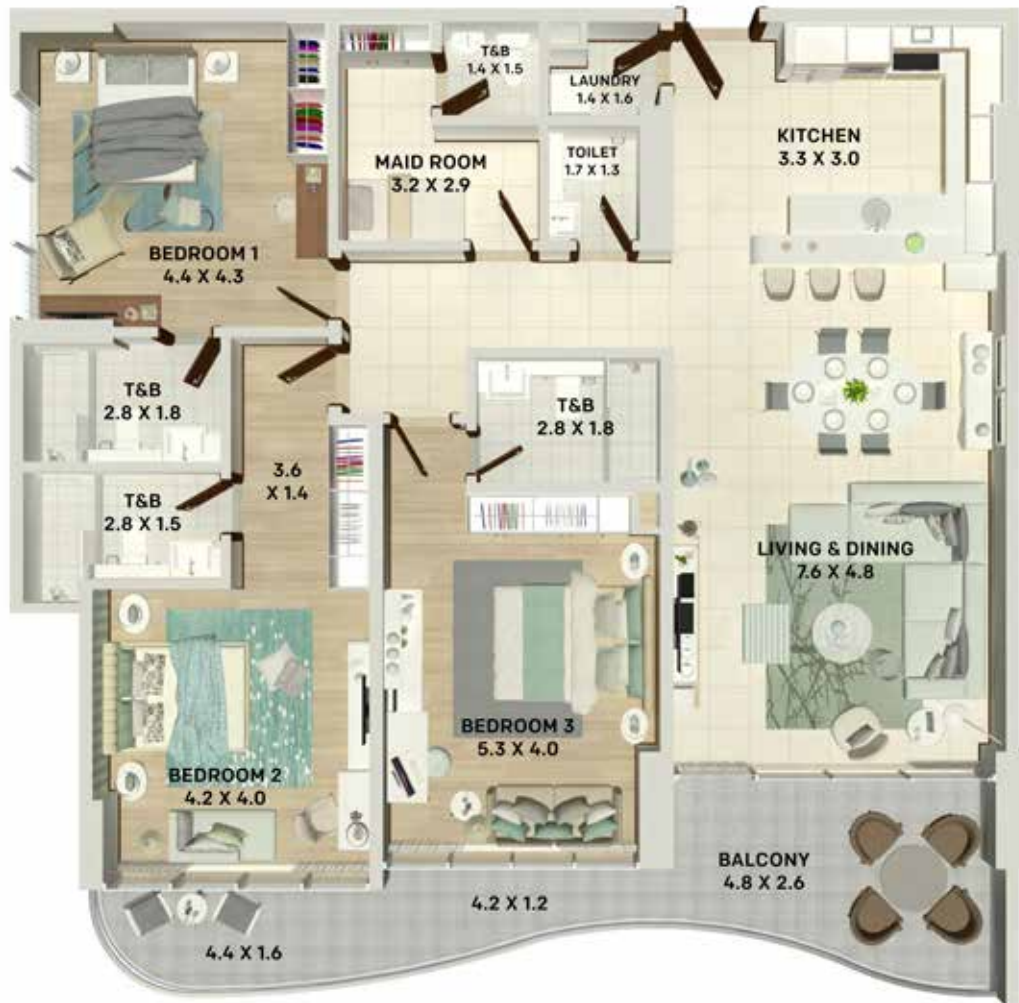 T&B
1.4 X 1.5
LAUNDRY
1.4 X 1.6
KITCHEN
3.3 X 3.0
MAID ROOM
3.2 X 2.9
TOILET
1.7 X 1.3
BEDROOM 1
4.4 X 4.3
T&B
2.8 X 1.8
T&B
2.8 X 1.8
3.6
X 1.4
T&B
2.8 X 1.5
LIVING & DINING
7.6 X 4.8
BEDROOM 3
5.3 X 4.0
BEDROOM 2
4.2 X 4.0
BALCONY
4.8 X 2.6
4.2 X 1.2
4.4 X 1.6